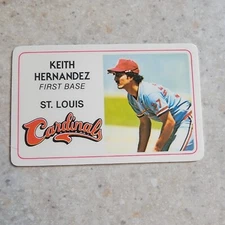 KEITH
HERNANDEZ
FIRST BASE
ST. LOUIS
Cardinals